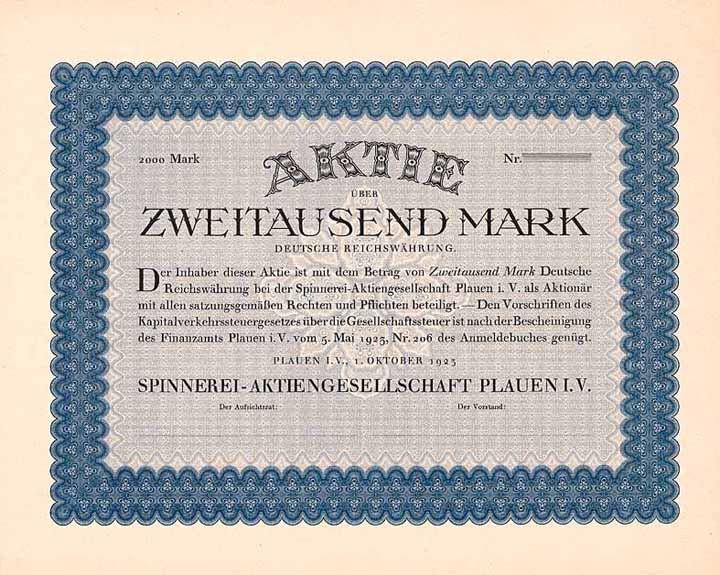 2000 Mark
AKTIE
Nr.
ÜBER
ZWEITAUSEND MARK
DEUTSCHE REICHSWÄHRUNG.
Der Inhaber dieser Aktie ist mit dem Betrag von Zweitausend Mark Deutsche
Reichswährung bei der Spinnerei-Aktiengesellschaft Plauen i. V. als Aktionär
mit allen satzungsgemäßen Rechten und Pflichten beteiligt. — Den Vorschriften des
Kapitalverkehrssteuergesetzes über die Gesellschaftssteuer ist nach der Bescheinigung
des Finanzamts Plauen i. V. vom 5. Mai 1923, Nr. 206 des Anmeldebuches genügt.
PLAUEN I.V., 1. OKTOBER 1923
SPINNEREI-AKTIENGESELLSCHAFT PLAUEN I.V.
Der Aufsichtsrat: Der Vorstand: